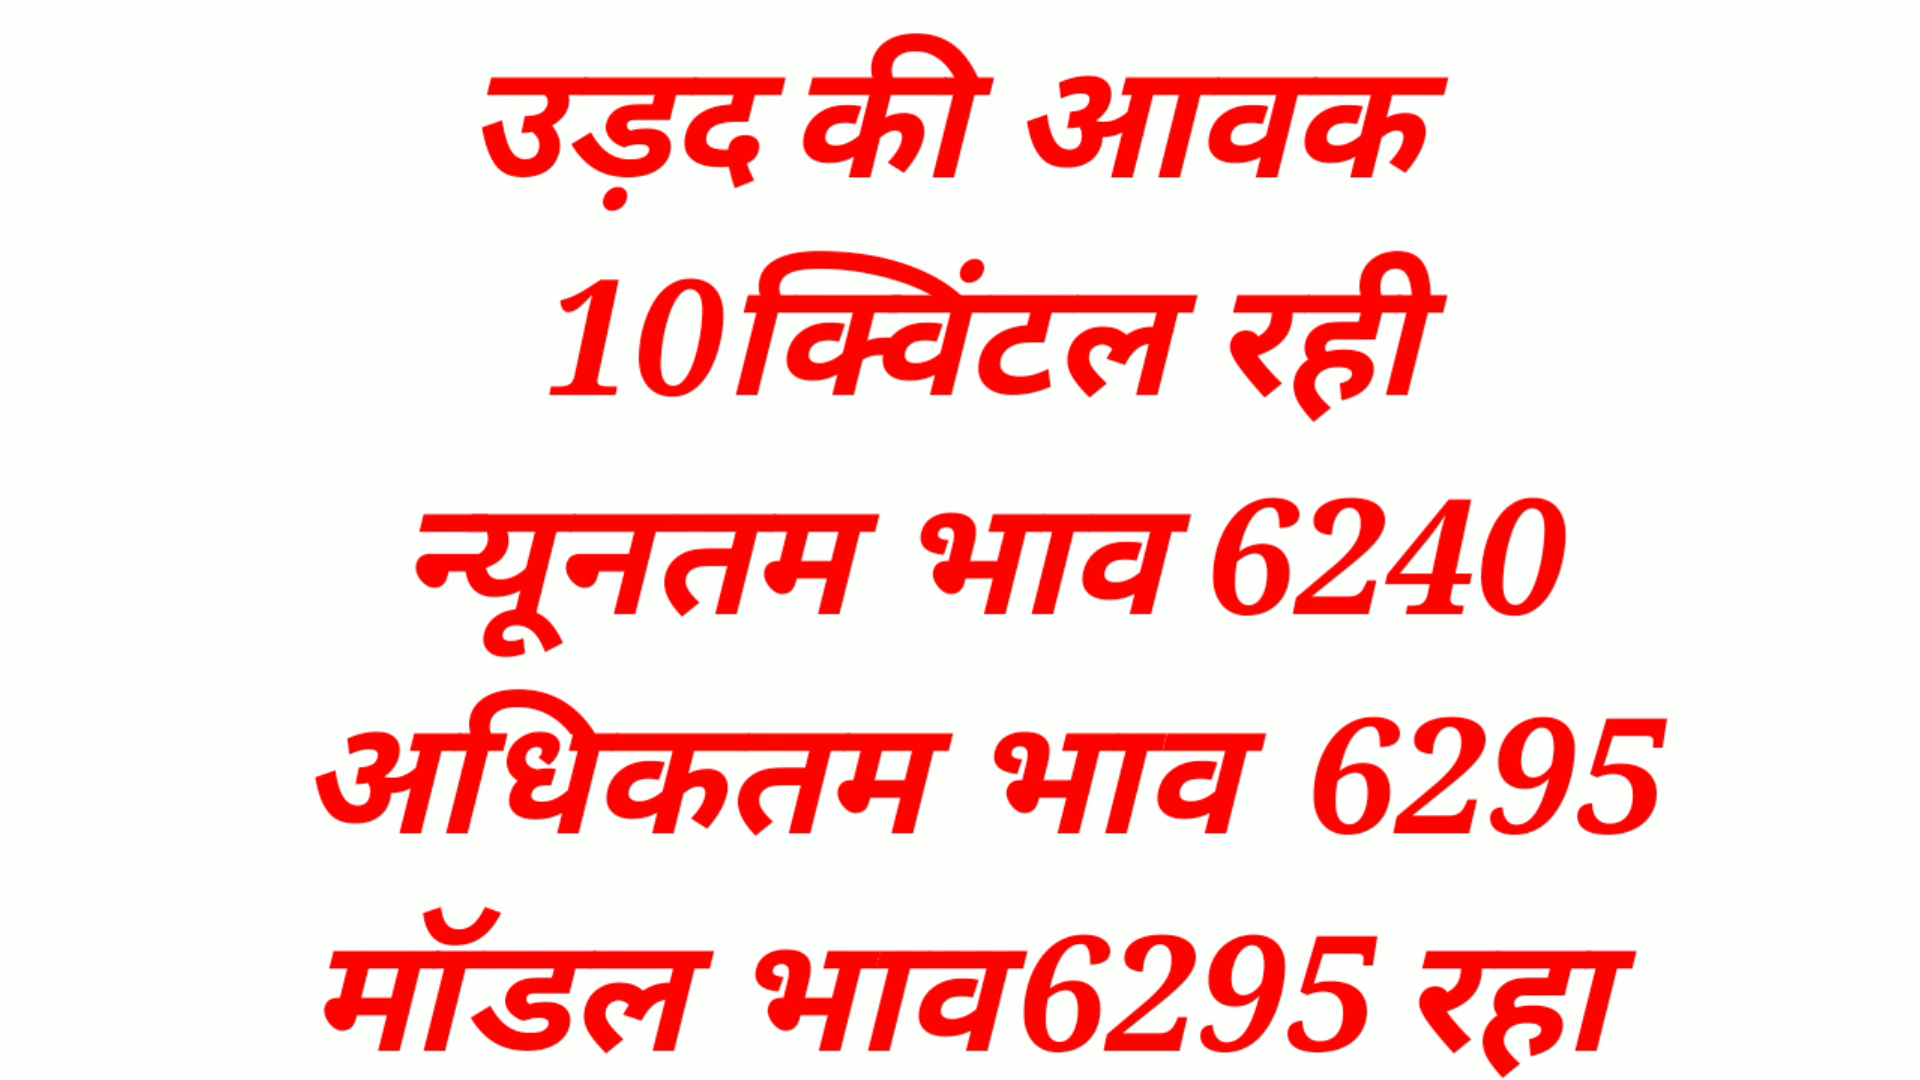 उड़द की आवक
10क्विंटल रही
न्यूनतम भाव 6240
अधिकतम भाव 6295
मॉडल भाव6295 रहा